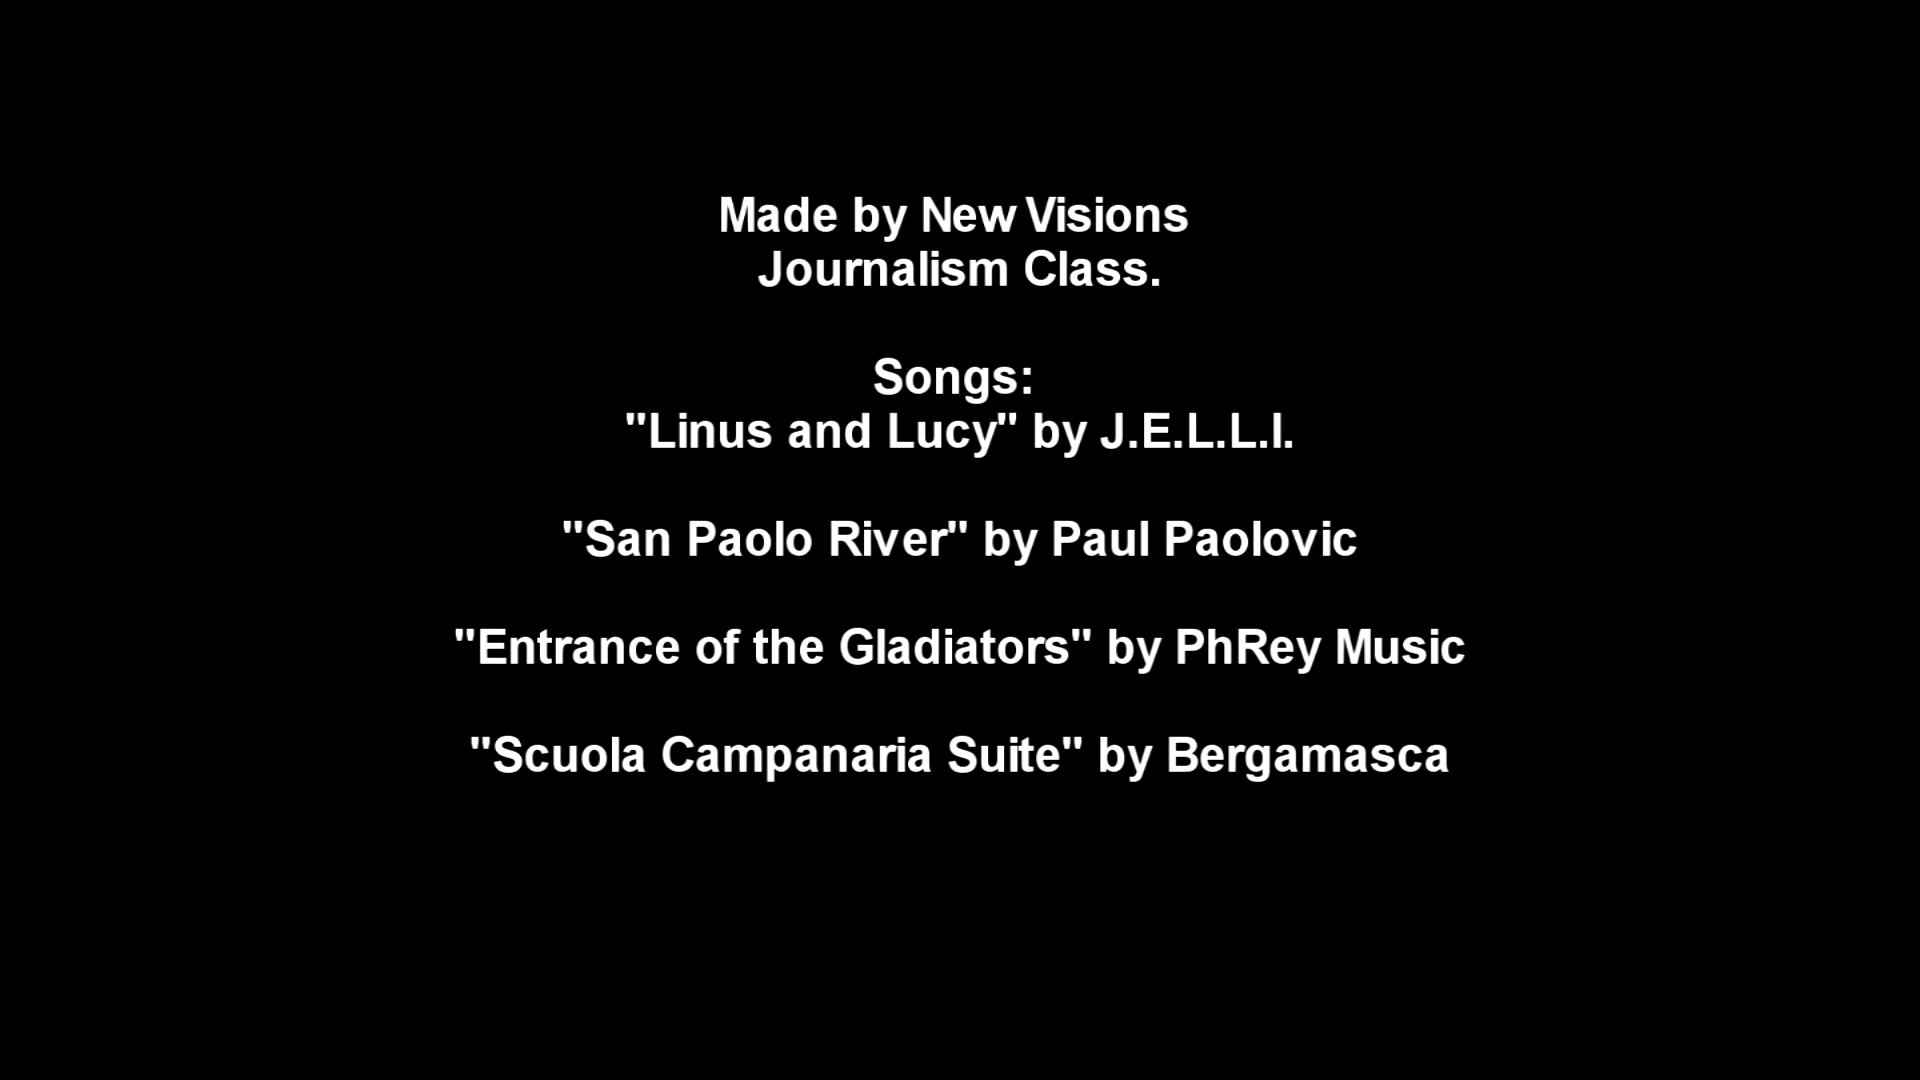 Made by New Visions
Journalism Class.
Songs:
"Linus and Lucy" by J.E.L.L.I.
"San Paolo River" by Paul Paolovic
"Entrance of the Gladiators" by PhRey Music
"Scuola Campanaria Suite" by Bergamasca